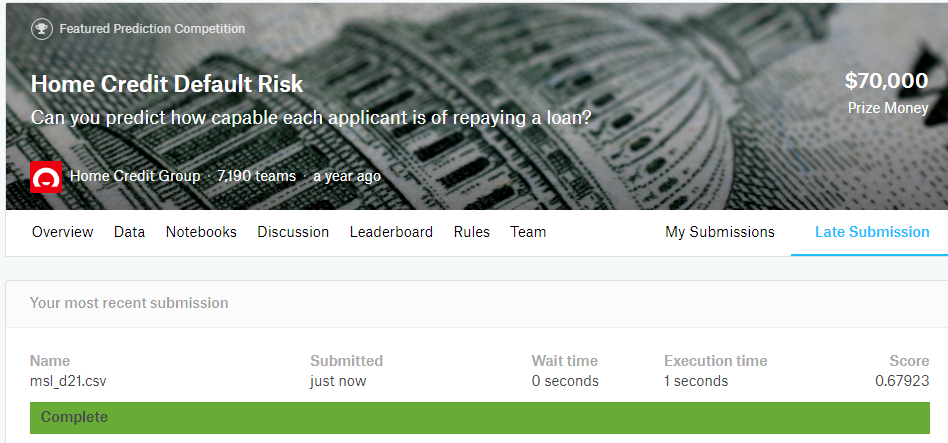 Featured Prediction Competition
Home Credit Default Risk
$70,000
Can you predict how capable each applicant is of repaying a loan?
Prize Money
Home Credit Group · 7,190 teams · a year ago
Overview Data Notebooks Discussion Leaderboard Rules Team My Submissions Late Submission
Your most recent submission
Name Submitted Wait time Execution time Score
msl_d21.csv just now 0 seconds 1 seconds 0.67923
Complete